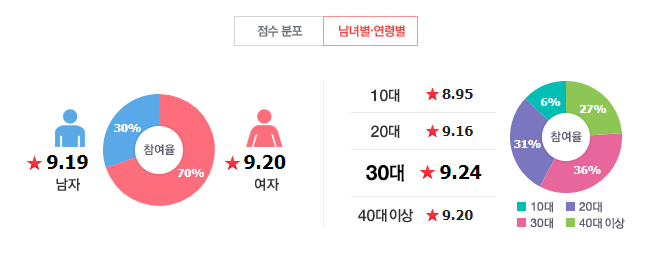 점수 분포
남녀별·연령별
30%
참여율
70%
★ 9.19
남자
★ 9.20
여자
10대 ★ 8.95
20대 ★ 9.16
30대 ★ 9.24
40대 이상 ★ 9.20
6%
27%
31%
참여율
36%
10대 20대
30대 40대 이상